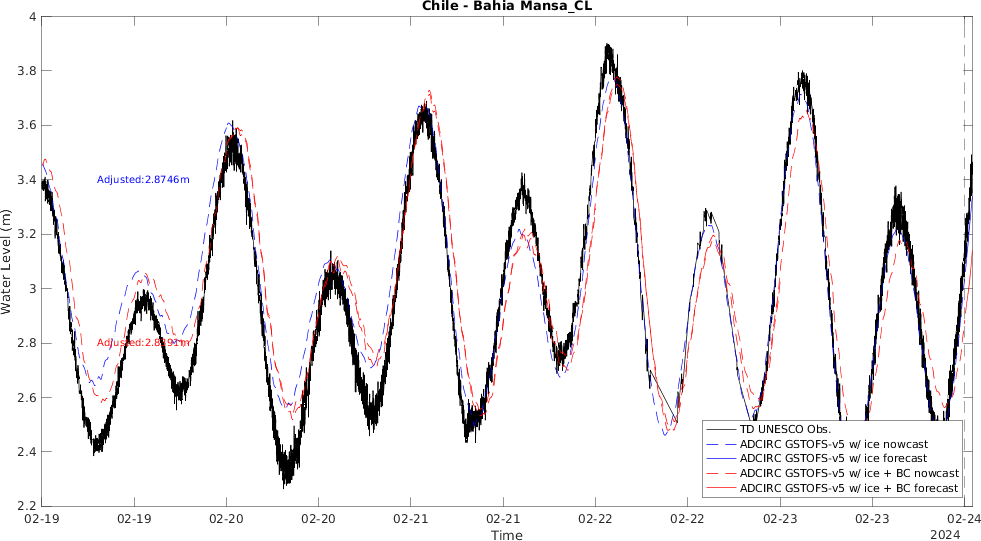 Chile - Bahia Mansa_CL
4
3.8
3.6
3.4
3.2
3
2.8
2.6
2.4
2.2
Water Level (m)
Adjusted:2.8746m
TD UNESCO Obs.
ADCIRC GSTOFS-v5 w/ ice nowcast
ADCIRC GSTOFS-v5 w/ ice forecast
ADCIRC GSTOFS-v5 w/ ice + BC nowcast
ADCIRC GSTOFS-v5 w/ ice + BC forecast
02-19 02-19 02-20 02-20 02-21 02-21 02-22 02-22 02-23 02-23 02-24
Time
2024